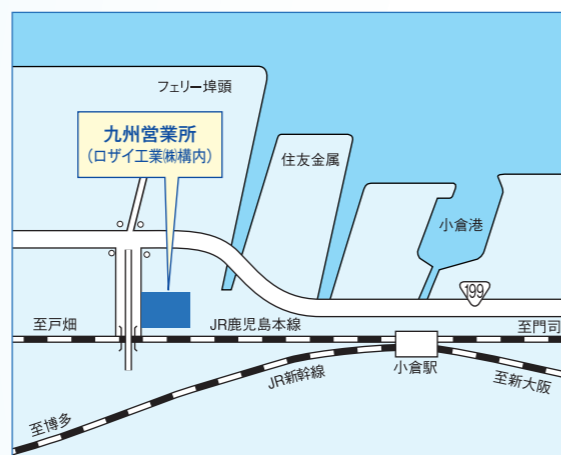 フェリー埠頭
九州営業所
(ロザイ工業㈱構内)
住友金属
小倉港
199
至戸畑
JR鹿児島本線
至門司
小倉駅
JR新幹線
至新大阪
至博多